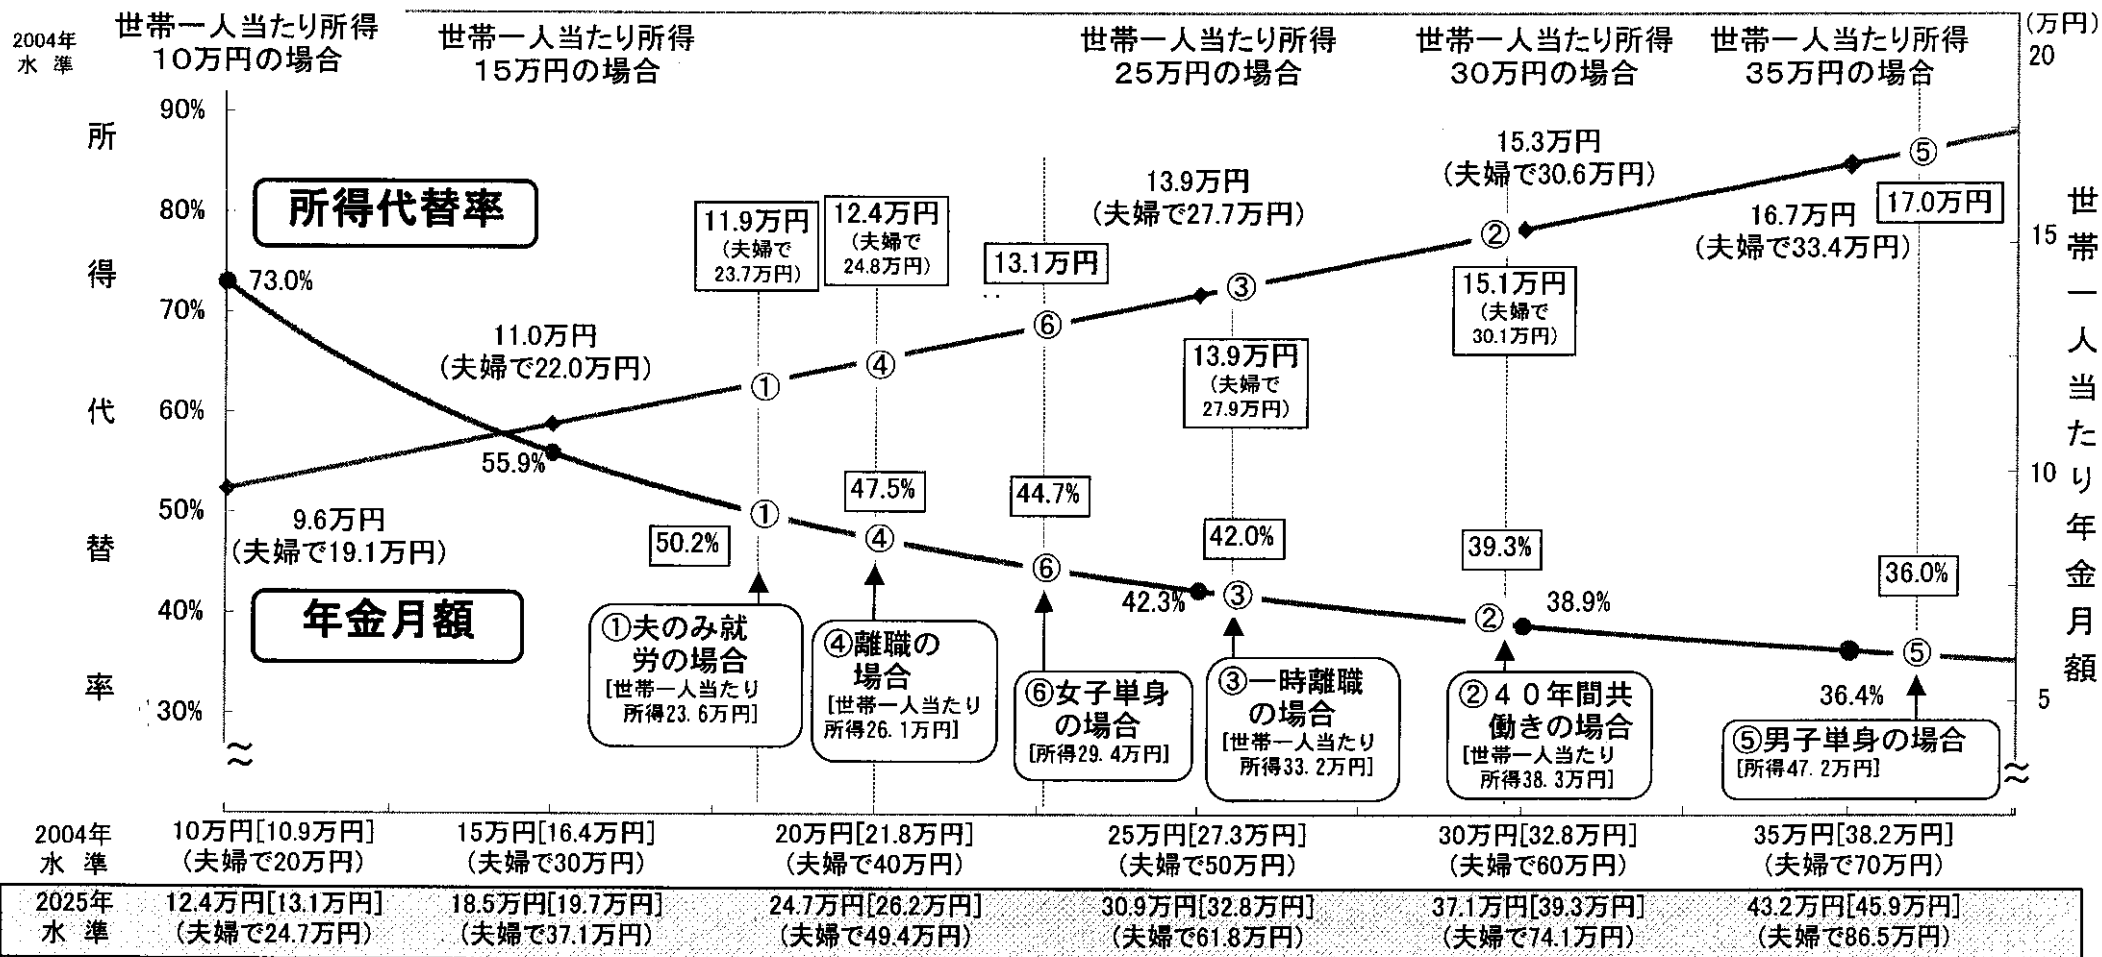 2004年
水 準
世帯一人当たり所得
10万円の場合
世帯一人当たり所得
15万円の場合
世帯一人当たり所得
25万円の場合
世帯一人当たり所得
30万円の場合
世帯一人当たり所得
35万円の場合
(万円)
20
15
10
5
世帯一人当たり年金月額
所得代替率
90%
80%
70%
60%
50%
40%
30%
所得代替率
年金月額
73.0%
9.6万円
(夫婦で19.1万円)
11.0万円
(夫婦で22.0万円)
55.9%
11.9万円
(夫婦で
23.7万円)
12.4万円
(夫婦で
24.8万円)
13.1万円
13.9万円
(夫婦で27.7万円)
13.9万円
(夫婦で
27.9万円)
15.3万円
(夫婦で30.6万円)
15.1万円
(夫婦で
30.1万円)
16.7万円
(夫婦で33.4万円)
17.0万円
①
④
⑥
③
②
⑤
①
④
⑥
③
②
⑤
50.2%
47.5%
44.7%
42.3%
42.0%
39.3%
38.9%
36.0%
36.4%
①夫のみ就
労の場合
[世帯一人当たり
所得23.6万円]
④離職の
場合
[世帯一人当たり
所得26.1万円]
⑥女子単身
の場合
[所得29.4万円]
③一時離職
の場合
[世帯一人当たり
所得33.2万円]
②40年間共
働きの場合
[世帯一人当たり
所得38.3万円]
⑤男子単身の場合
[所得47.2万円]
2004年
水 準
10万円[10.9万円]
(夫婦で20万円)
15万円[16.4万円]
(夫婦で30万円)
20万円[21.8万円]
(夫婦で40万円)
25万円[27.3万円]
(夫婦で50万円)
30万円[32.8万円]
(夫婦で60万円)
35万円[38.2万円]
(夫婦で70万円)
2025年
水 準
12.4万円[13.1万円]
(夫婦で24.7万円)
18.5万円[19.7万円]
(夫婦で37.1万円)
24.7万円[26.2万円]
(夫婦で49.4万円)
30.9万円[32.8万円]
(夫婦で61.8万円)
37.1万円[39.3万円]
(夫婦で74.1万円)
43.2万円[45.9万円]
(夫婦で86.5万円)